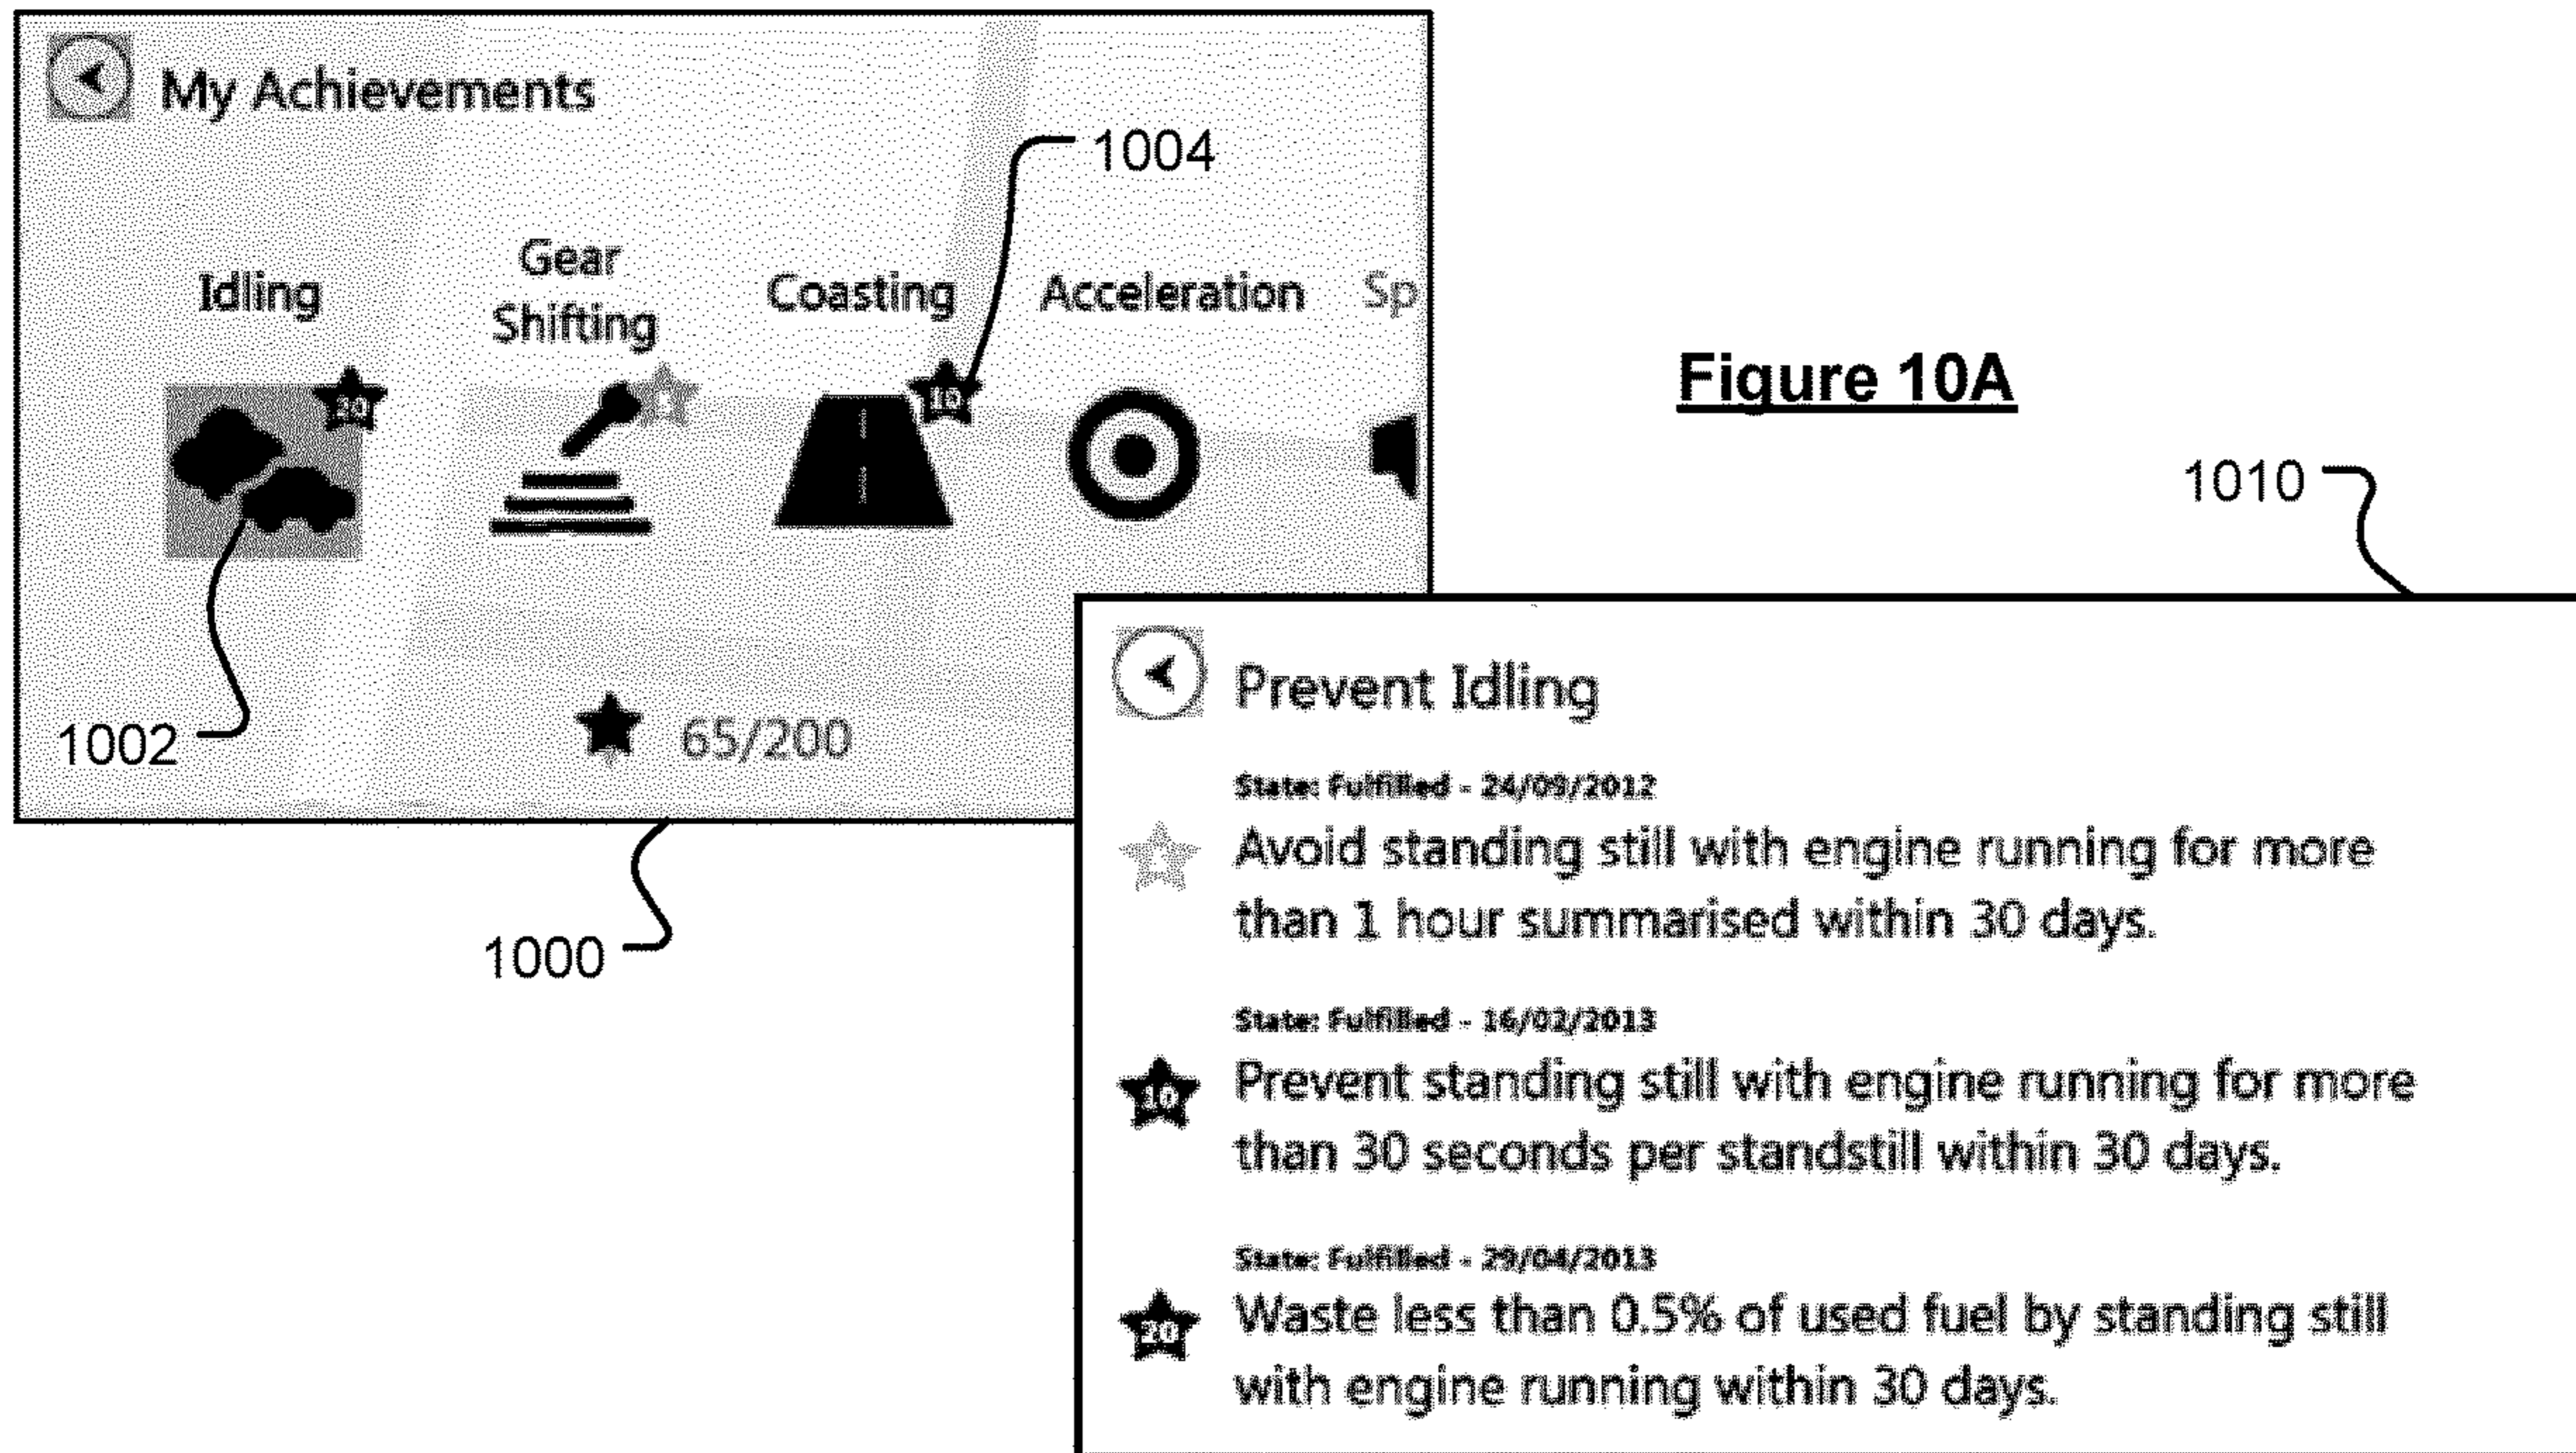 My Achievements
1004
Idling
Gear
Shifting
Coasting
Acceleration
Sp
20
10
Figure 10A
1010
1002
65/200
1000
Prevent Idling
State: Fulfilled - 24/09/2012
Avoid standing still with engine running for more
than 1 hour summarised within 30 days.
State: Fulfilled - 16/02/2013
10
Prevent standing still with engine running for more
than 30 seconds per standstill within 30 days.
State: Fulfilled - 29/04/2013
20
Waste less than 0.5% of used fuel by standing still
with engine running within 30 days.